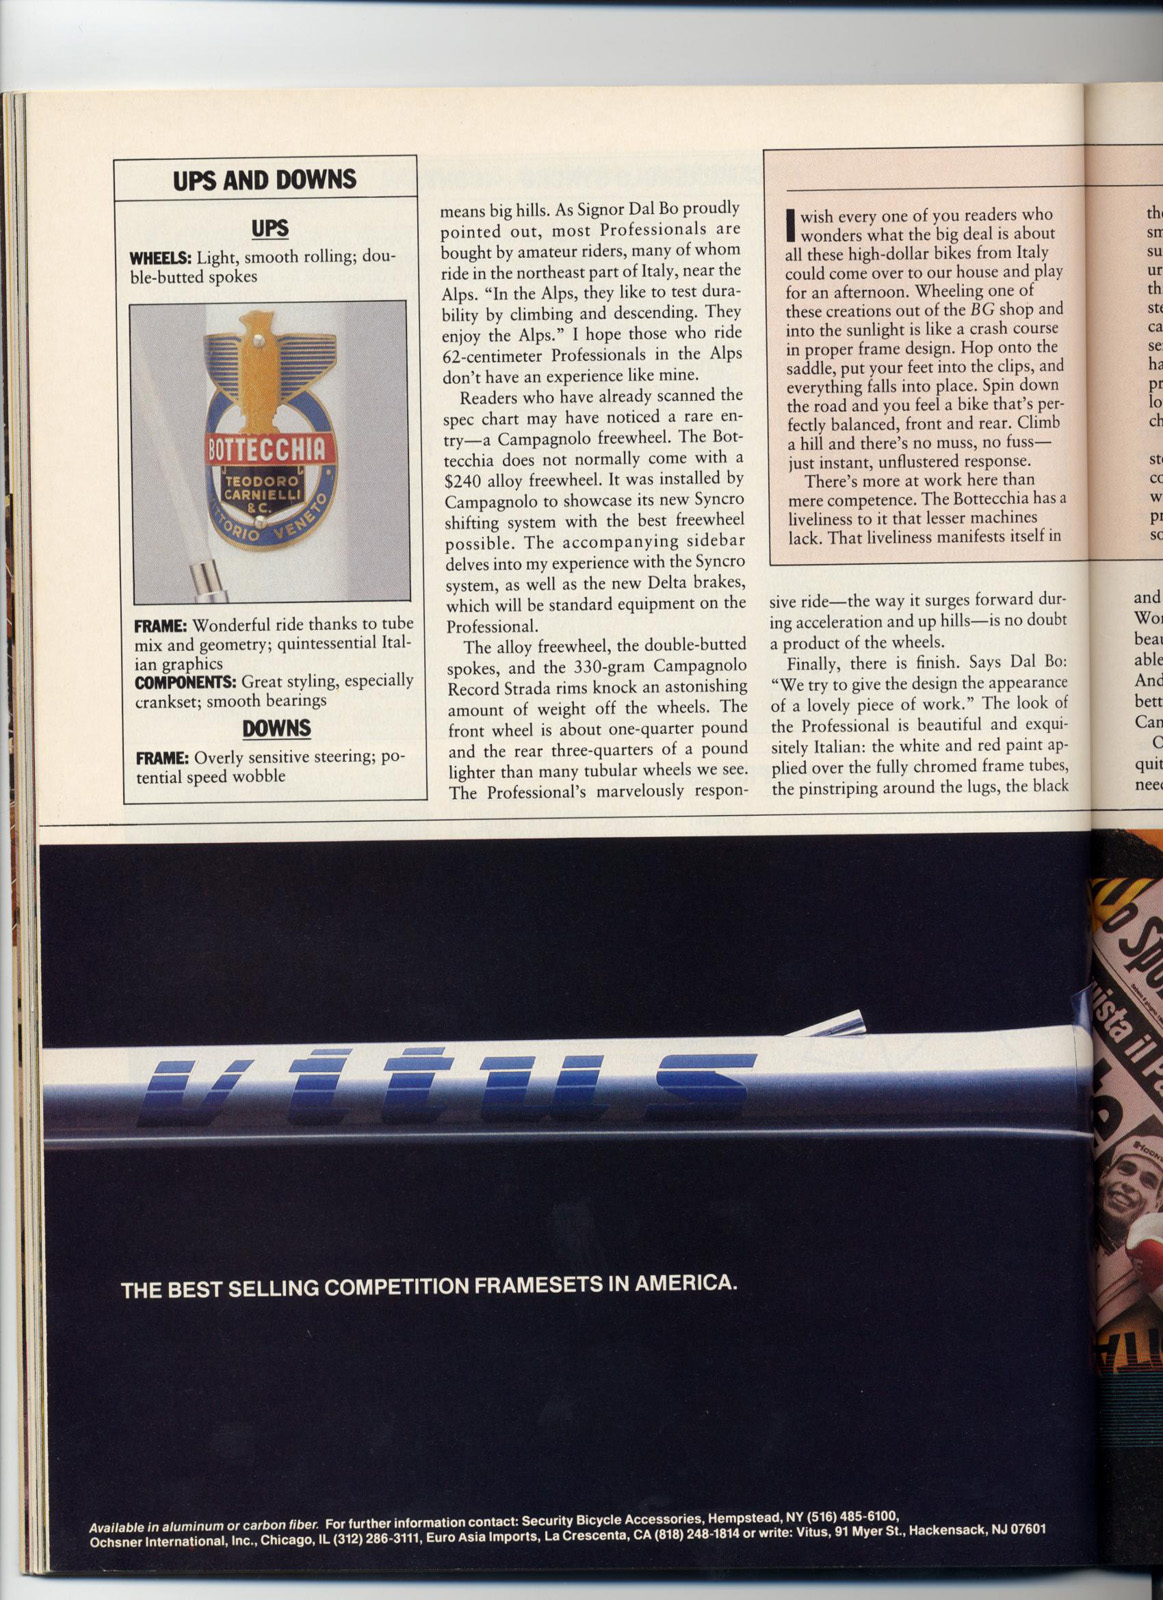 UPS AND DOWNS
UPS
WHEELS: Light, smooth rolling; dou-
ble-butted spokes
BOTTECCHIA
TEODORO
CARNIELLI
& C.
VITTORIO VENETO
FRAME: Wonderful ride thanks to tube
mix and geometry; quintessential Ital-
ian graphics
COMPONENTS: Great styling, especially
crankset; smooth bearings
DOWNS
FRAME: Overly sensitive steering; po-
tential speed wobble
means big hills. As Signor Dal Bo proudly
pointed out, most Professionals are
bought by amateur riders, many of whom
ride in the northeast part of Italy, near the
Alps. “In the Alps, they like to test dura-
bility by climbing and descending. They
enjoy the Alps.” I hope those who ride
62-centimeter Professionals in the Alps
don’t have an experience like mine.
Readers who have already scanned the
spec chart may have noticed a rare en-
try—a Campagnolo freewheel. The Bot-
tecchia does not normally come with a
$240 alloy freewheel. It was installed by
Campagnolo to showcase its new Syncro
shifting system with the best freewheel
possible. The accompanying sidebar
delves into my experience with the Syncro
system, as well as the new Delta brakes,
which will be standard equipment on the
Professional.
The alloy freewheel, the double-butted
spokes, and the 330-gram Campagnolo
Record Strada rims knock an astonishing
amount of weight off the wheels. The
front wheel is about one-quarter pound
and the rear three-quarters of a pound
lighter than many tubular wheels we see.
The Professional’s marvelously respon-
I wish every one of you readers who
wonders what the big deal is about
all these high-dollar bikes from Italy
could come over to our house and play
for an afternoon. Wheeling one of
these creations out of the BG shop and
into the sunlight is like a crash course
in proper frame design. Hop onto the
saddle, put your feet into the clips, and
everything falls into place. Spin down
the road and you feel a bike that’s per-
fectly balanced, front and rear. Climb
a hill and there’s no muss, no fuss—
just instant, unflustered response.
There’s more at work here than
mere competence. The Bottecchia has a
liveliness to it that lesser machines
lack. That liveliness manifests itself in
sive ride—the way it surges forward dur-
ing acceleration and up hills—is no doubt
a product of the wheels.
Finally, there is finish. Says Dal Bo:
“We try to give the design the appearance
of a lovely piece of work.” The look of
the Professional is beautiful and exqui-
sitely Italian: the white and red paint ap-
plied over the fully chromed frame tubes,
the pinstriping around the lugs, the black
vitus
THE BEST SELLING COMPETITION FRAMESETS IN AMERICA.
Available in aluminum or carbon fiber. For further information contact: Security Bicycle Accessories, Hempstead, NY (516) 485-6100,
Ochsner International, Inc., Chicago, IL (312) 286-3111, Euro Asia Imports, La Crescenta, CA (818) 248-1814 or write: Vitus, 91 Myer St., Hackensack, NJ 07601